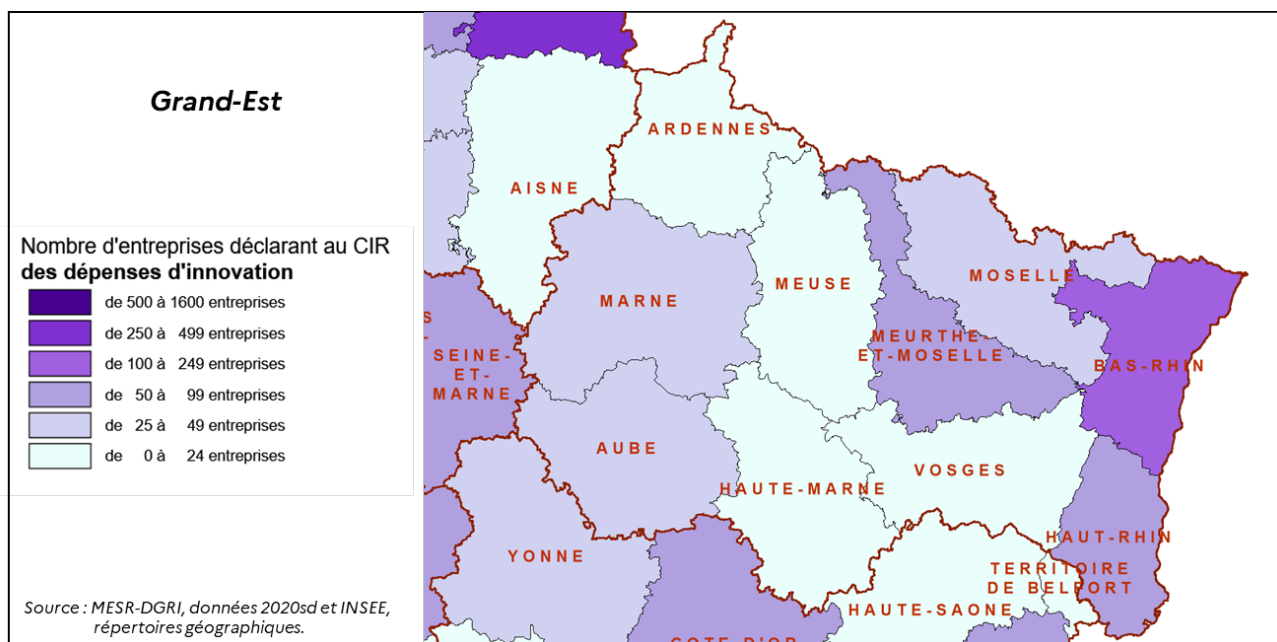 Grand-Est
Nombre d'entreprises déclarant au CIR
des dépenses d'innovation
de 500 à 1600 entreprises
de 250 à 499 entreprises
de 100 à 249 entreprises
de 50 à 99 entreprises
de 25 à 49 entreprises
de 0 à 24 entreprises
Source : MESR-DGRI, données 2020sd et INSEE,
répertoires géographiques.
ARDENNES
AISNE
MARNE
MEUSE
MOSELLE
S
SEINE-
ET-
MARNE
MEURTHE-
ET-MOSELLE
BAS-RHIN
AUBE
VOSGES
HAUTE-MARNE
YONNE
HAUT-RHIN
TERRITOIRE
DE BELFORT
HAUTE-SAONE
COTE-D'OR